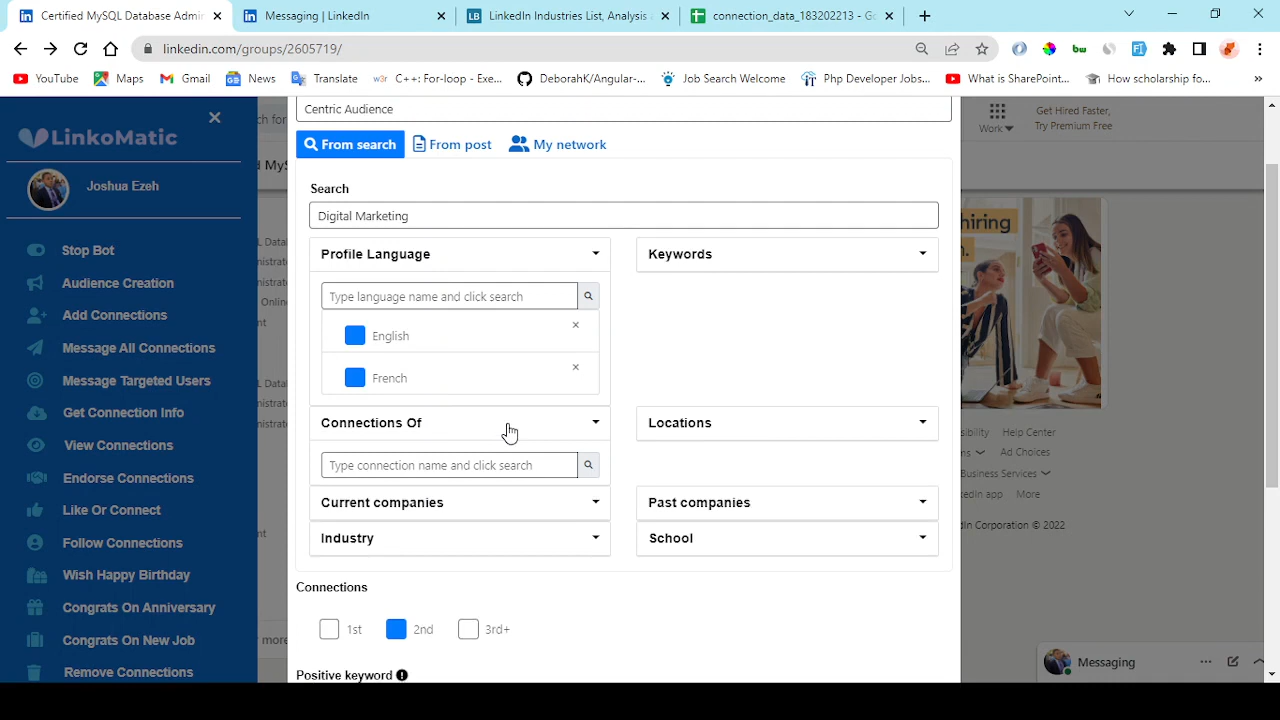 Certified MySQL Database Admin
Messaging | LinkedIn
LinkedIn Industries List, Analysis
connection_data_183202213 - Go
linkedin.com/groups/2605719/
YouTube
Maps
Gmail
News
Translate
C++: For-loop - Exe...
DeborahK/Angular-...
Job Search Welcome
Php Developer Jobs...
What is SharePoint...
How scholarship fo...
LinkoMatic
Joshua Ezeh
Stop Bot
Audience Creation
Add Connections
Message All Connections
Message Targeted Users
Get Connection Info
View Connections
Endorse Connections
Like Or Connect
Follow Connections
Wish Happy Birthday
Congrats On Anniversary
Congrats On New Job
Remove Connections
Centric Audience
From search
From post
My network
Search
Digital Marketing
Profile Language
Keywords
Type language name and click search
English
French
Connections Of
Locations
Type connection name and click search
Current companies
Past companies
Industry
School
Connections
1st
2nd
3rd+
Positive keyword
Work
Get Hired Faster,
Try Premium Free
hiring
Help Center
Ad Choices
Business Services
More
2022
Messaging